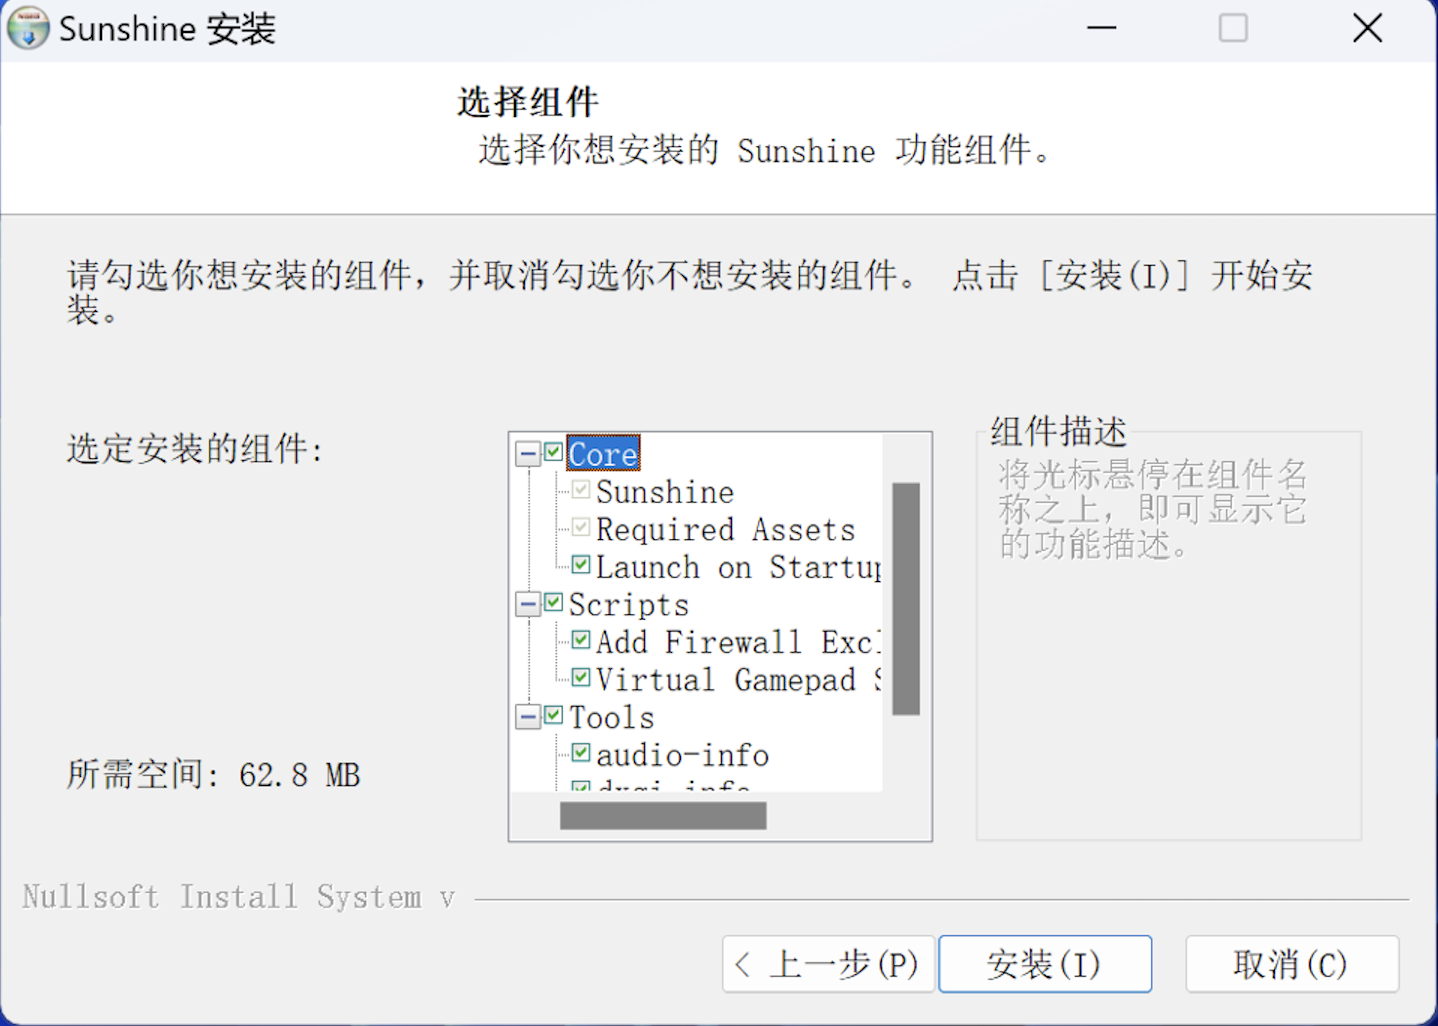 Sunshine 安装
选择组件
选择你想安装的 Sunshine 功能组件。
请勾选你想安装的组件，并取消勾选你不想安装的组件。 点击 [安装(I)] 开始安
装。
选定安装的组件:
Core
Sunshine
Required Assets
Launch on Startup
Scripts
Add Firewall Excl
Virtual Gamepad S
Tools
audio-info
dxgi-info
组件描述
将光标悬停在组件名
称之上，即可显示它
的功能描述。
所需空间: 62.8 MB
Nullsoft Install System v
< 上一步(P)
安装(I)
取消(C)